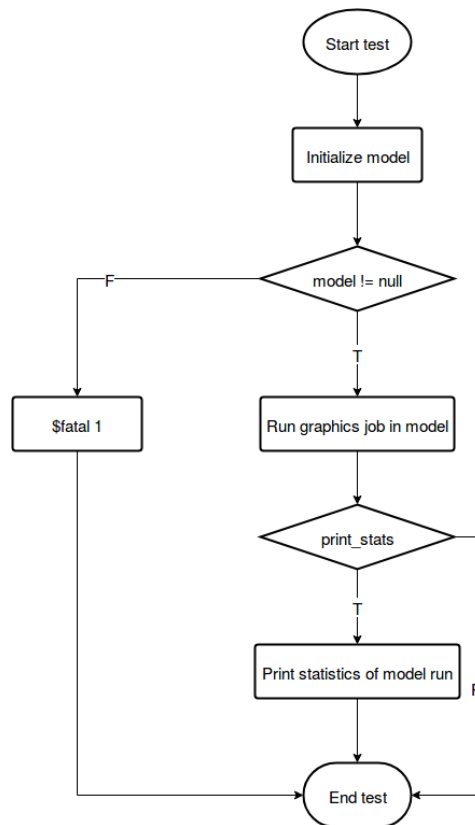 Start test
Initialize model
model != null
F
T
$fatal 1
Run graphics job in model
print_stats
T
Print statistics of model run
End test